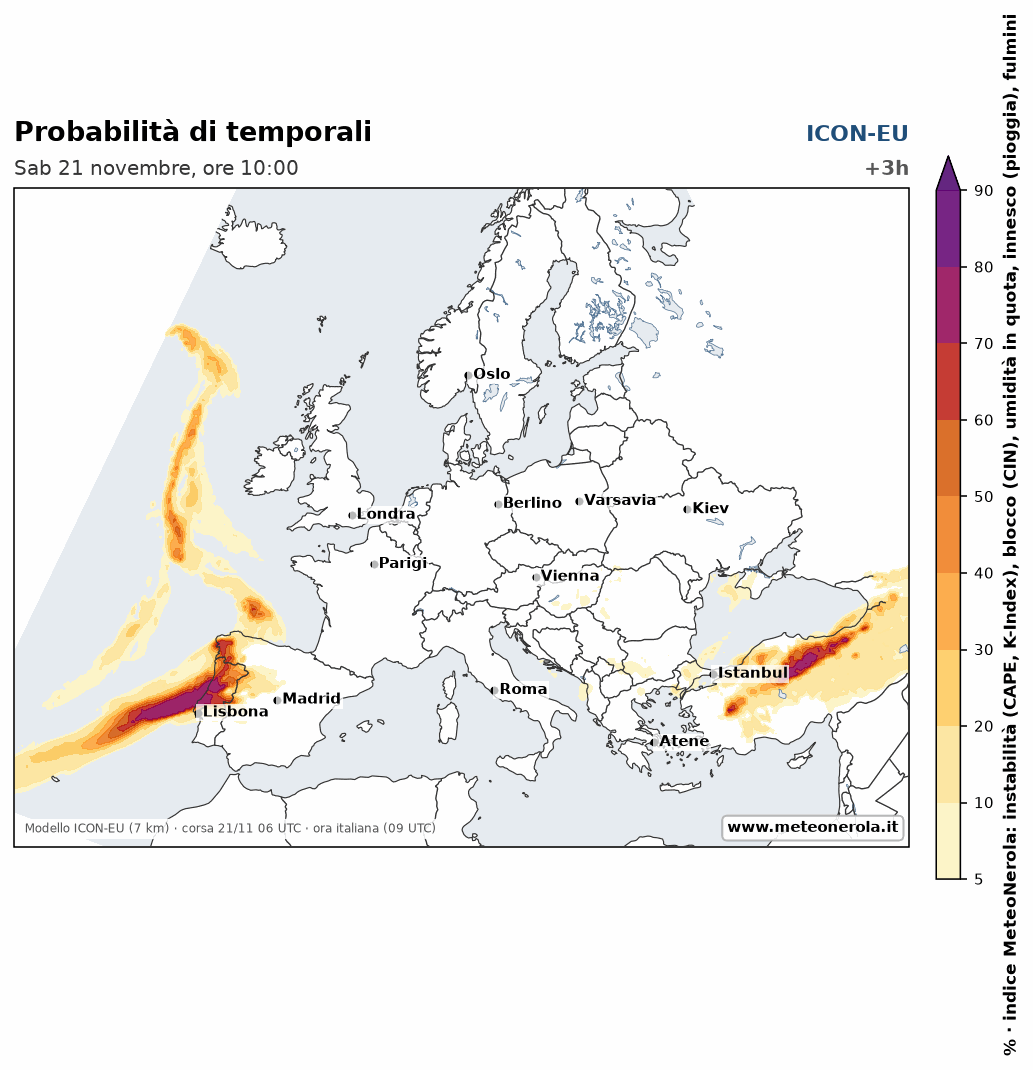 Probabilità di temporali
ICON-EU
Sab 21 novembre, ore 10:00
+3h
Oslo
Londra
Berlino
Varsavia
Kiev
Parigi
Vienna
Istanbul
Roma
Madrid
Lisbona
Atene
Modello ICON-EU (7 km) · corsa 21/11 06 UTC · ora italiana (09 UTC)
www.meteonerola.it
90
80
70
60
50
40
30
20
10
5
% · indice MeteoNerola: instabilità (CAPE, K-Index), blocco (CIN), umidità in quota, innesco (pioggia), fulmini